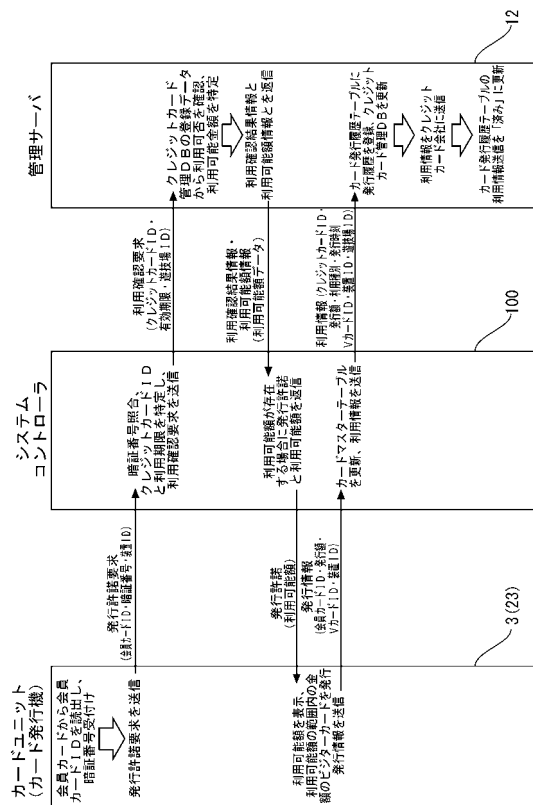 カードユニット
(カード発行機)
会員カードから会員
カードIDを読出し、
暗証番号受付け
発行許諾要求を送信
利用可能額を表示、
利用可能額の範囲内の金
額のビジターカードを発行
発行情報を送信
3(23)
発行許諾要求
(会員カードID・暗証番号・装置ID)
発行許諾
(利用可能額)
発行情報
(会員カードID・発行額・
VカードID・装置ID)
システム
コントローラ
暗証番号照合、
クレジットカードID
と利用期限を特定し、
利用確認要求を送信
利用可能額が存在
する場合に発行許諾
と利用可能額を返信
カードマスターテーブル
を更新、利用情報を送信
100
利用確認要求
(クレジットカードID・
有効期限・遊技場ID)
利用確認結果情報・
利用可能額情報
(利用可能額データ)
利用情報(クレジットカードID・
発行額・利用種別・発行時刻
VカードID・装置ID・遊技場ID)
管理サーバ
クレジットカード
管理DBの登録データ
から利用可否を確認、
利用可能金額を特定
利用確認結果情報と
利用可能額情報とを返信
カード発行履歴テーブルに
発行履歴を登録、クレジット
カード管理DBを更新
利用情報をクレジット
カード会社に送信
カード発行履歴テーブルの
利用情報送信を「済み」に更新
12